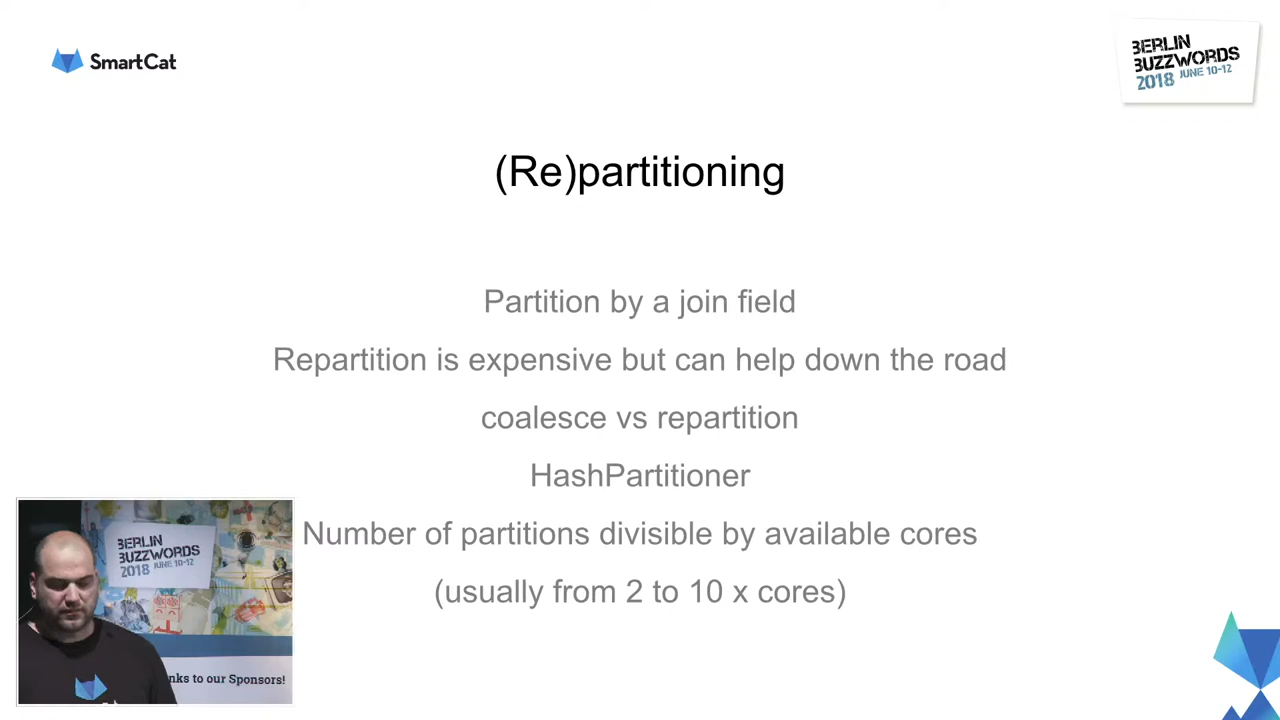 SmartCat
BERLIN
BUZZWORDS
2018 JUNE 10-12
(Re)partitioning
Partition by a join field
Repartition is expensive but can help down the road
coalesce vs repartition
HashPartitioner
Number of partitions divisible by available cores
(usually from 2 to 10 x cores)
BERLIN
BUZZWORDS
2018 JUNE 10-12
nks to our Sponsors!